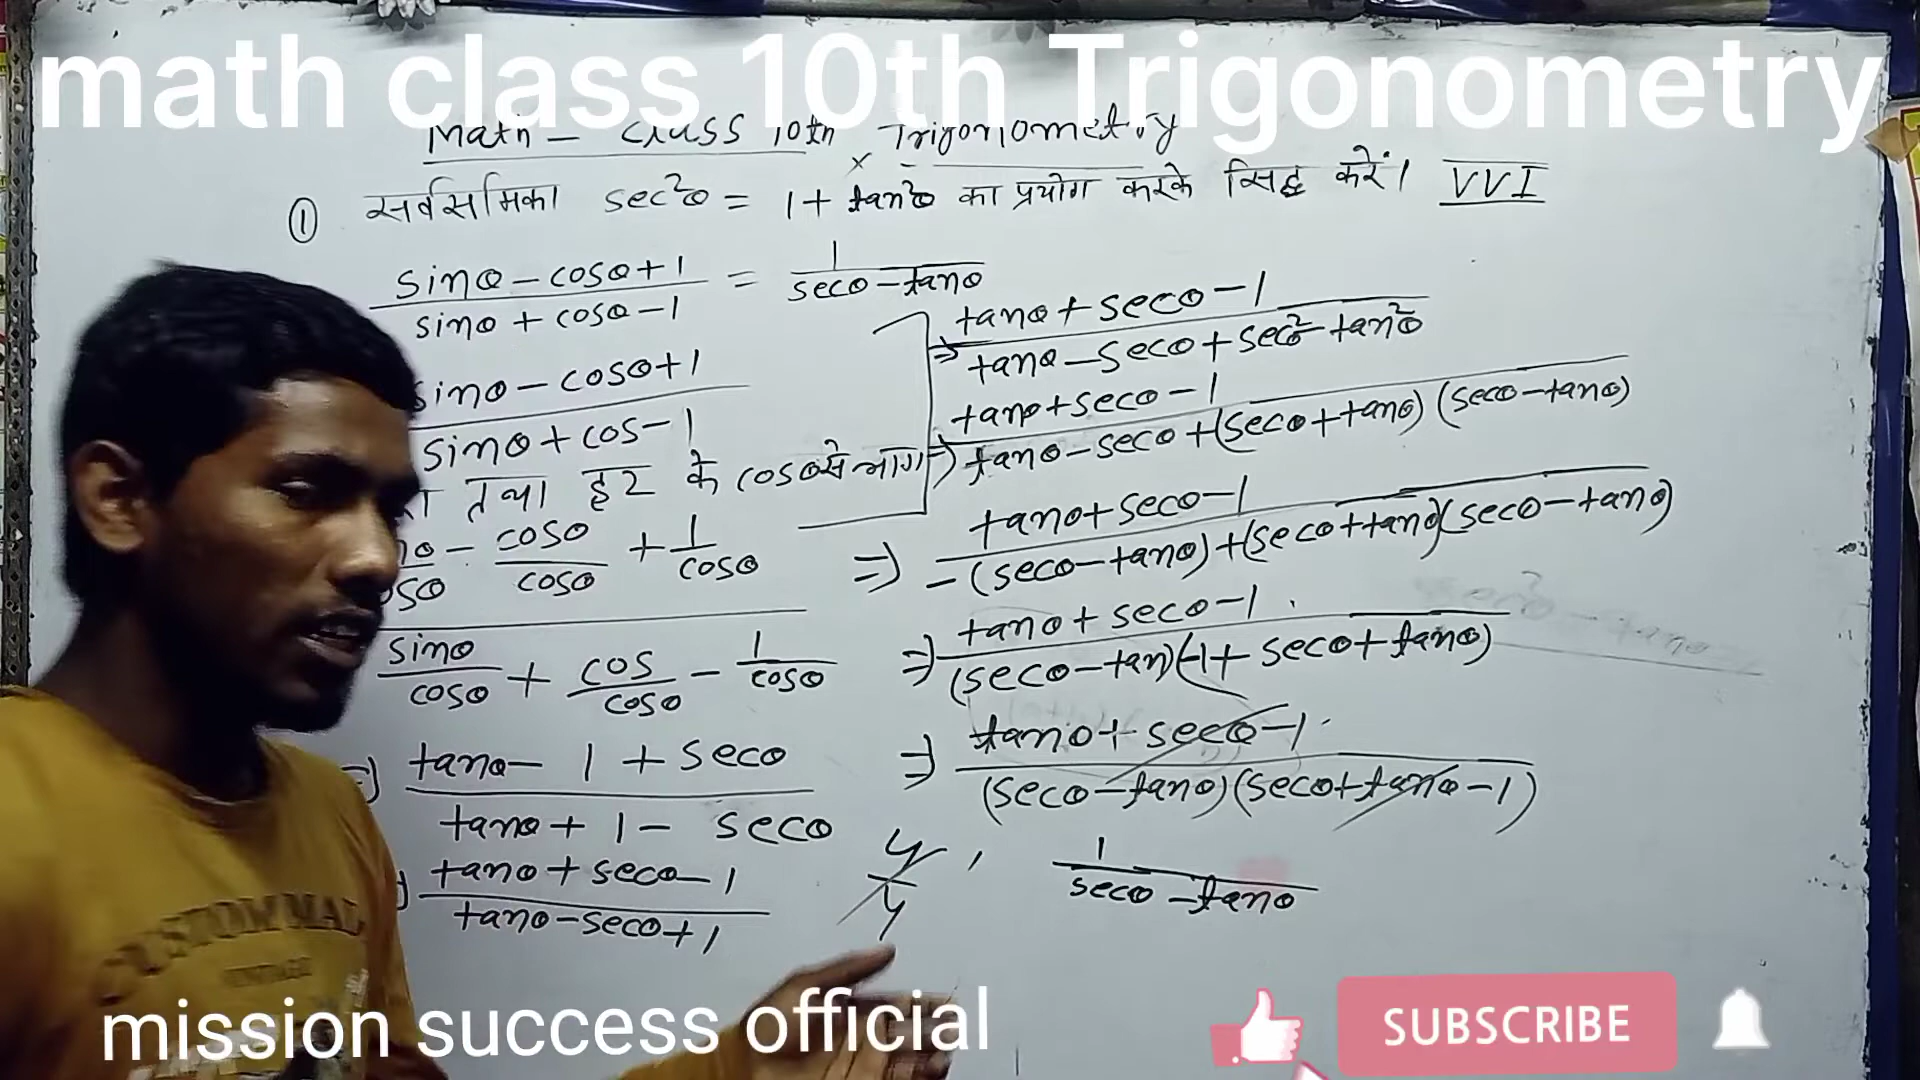 math class 10th Trigonometry
Math – class 10th Trigonometry
① सर्वसमिका sec²θ = 1 + tan²θ का प्रयोग करके सिद्ध करें। VVI
sinθ – cosθ + 1 / sinθ + cosθ – 1 = 1 / secθ – tanθ
sinθ – cosθ + 1
sinθ + cos – 1
तथा हर के cosθ से भाग
– cosθ / cosθ + 1 / cosθ
sinθ / cosθ + cos / cosθ – 1 / cosθ
⇒ tanθ – 1 + secθ
tanθ + 1 – secθ
tanθ + secθ – 1
tanθ – secθ + 1
tanθ + secθ – 1
⇒ tanθ – secθ + sec²θ – tan²θ
tanθ + secθ – 1
⇒ tanθ – secθ + (secθ + tanθ) (secθ – tanθ)
tanθ + secθ – 1
⇒ – (secθ – tanθ) + (secθ + tanθ) (secθ – tanθ)
tanθ + secθ – 1
⇒ (secθ – tan) (–1 + secθ + tanθ)
tanθ + secθ – 1
⇒ (secθ – tanθ) (secθ + tanθ – 1)
4 / 4 , 1 / secθ – tanθ
CUSTOM MAL
VINTAGE
mission success official
SUBSCRIBE